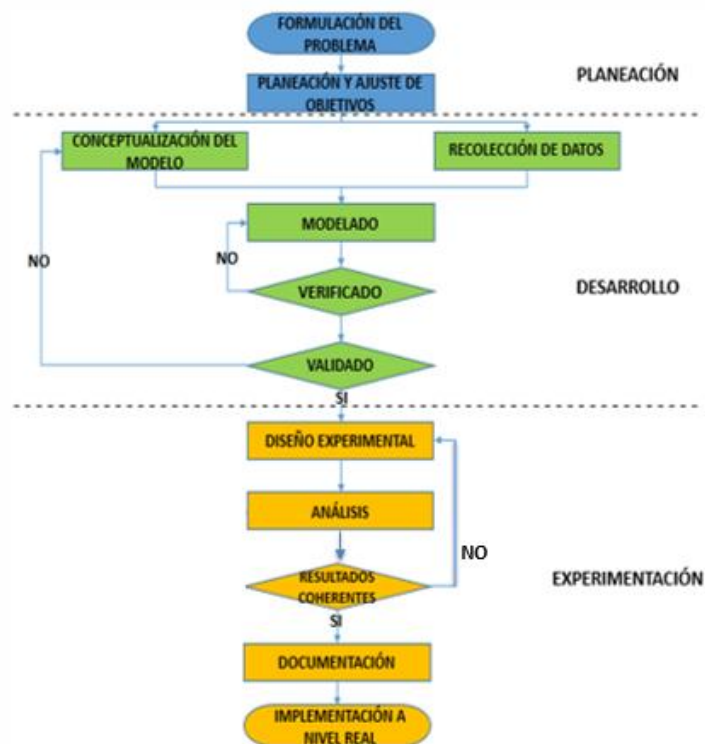 FORMULACIÓN DEL
PROBLEMA
PLANEACIÓN Y AJUSTE DE
OBJETIVOS
PLANEACIÓN
CONCEPTUALIZACIÓN DEL
MODELO
RECOLECCIÓN DE DATOS
MODELADO
NO
NO
VERIFICADO
DESARROLLO
VALIDADO
SI
DISEÑO EXPERIMENTAL
ANÁLISIS
NO
RESULTADOS
COHERENTES
EXPERIMENTACIÓN
SI
DOCUMENTACIÓN
IMPLEMENTACIÓN A
NIVEL REAL